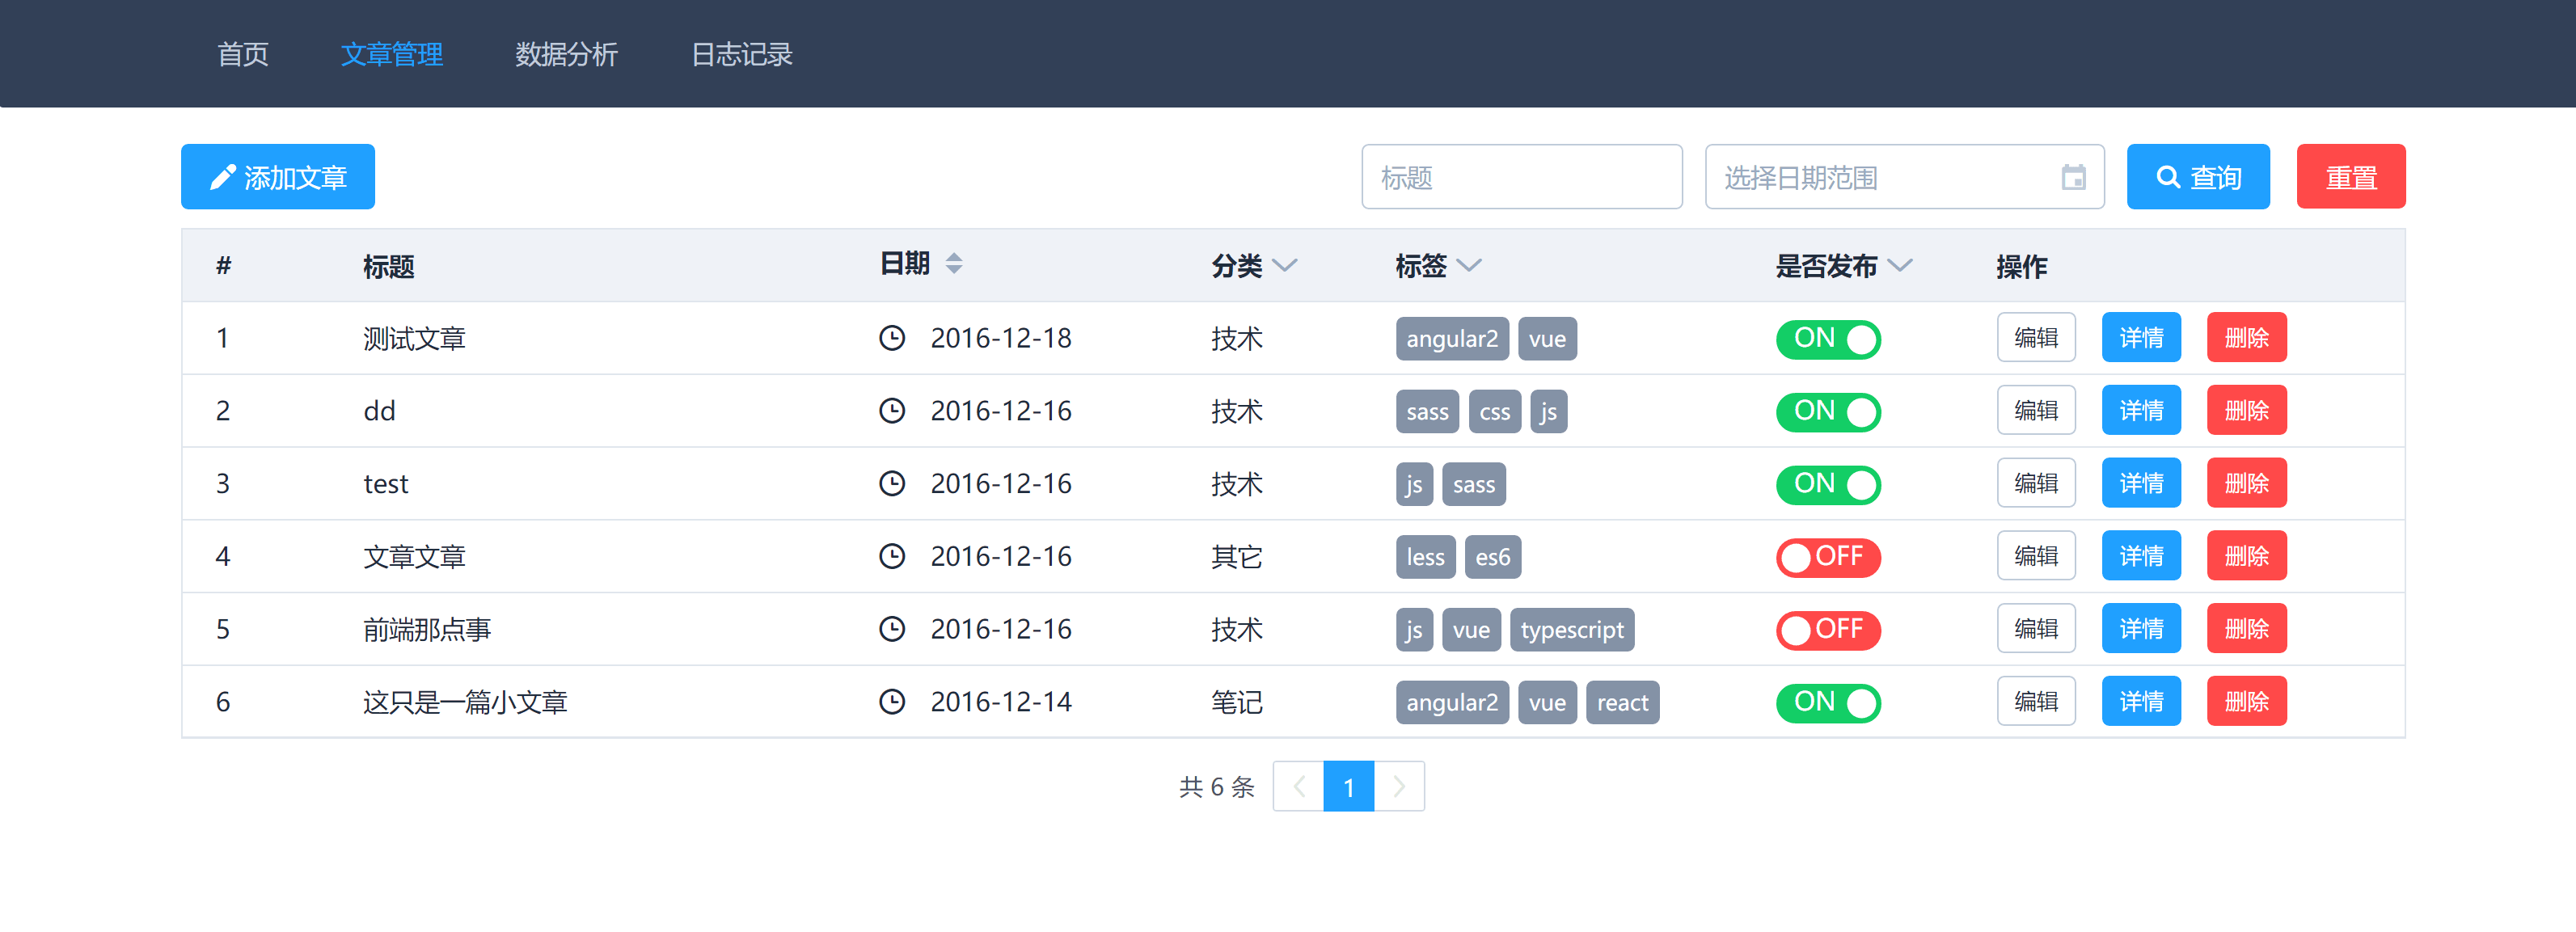 首页 文章管理 数据分析 日志记录
添加文章 标题 选择日期范围 查询 重置
# 标题 日期 分类 标签 是否发布 操作
1 测试文章 2016-12-18 技术 angular2 vue ON 编辑 详情 删除
2 dd 2016-12-16 技术 sass css js ON 编辑 详情 删除
3 test 2016-12-16 技术 js sass ON 编辑 详情 删除
4 文章文章 2016-12-16 其它 less es6 OFF 编辑 详情 删除
5 前端那点事 2016-12-16 技术 js vue typescript OFF 编辑 详情 删除
6 这只是一篇小文章 2016-12-14 笔记 angular2 vue react ON 编辑 详情 删除
共 6 条 1